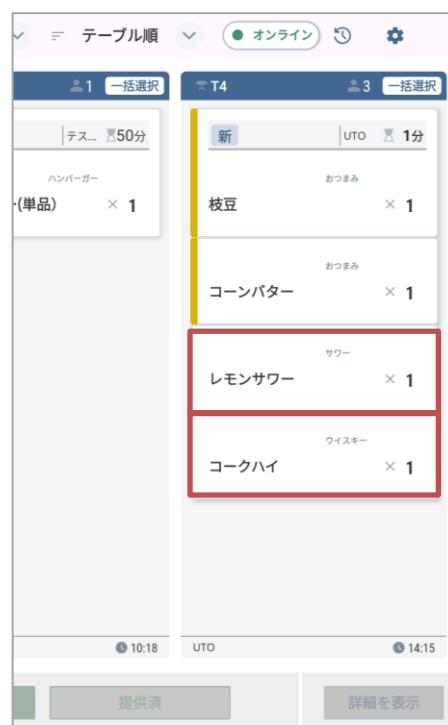 テーブル順
オンライン
1 一括選択
テス... 50分
ハンバーガー
(単品) × 1
10:18
T4 3 一括選択
新 UTO 1分
おつまみ
枝豆 × 1
おつまみ
コーンバター × 1
サワー
レモンサワー × 1
ウイスキー
コークハイ × 1
UTO 14:15
提供済
詳細を表示